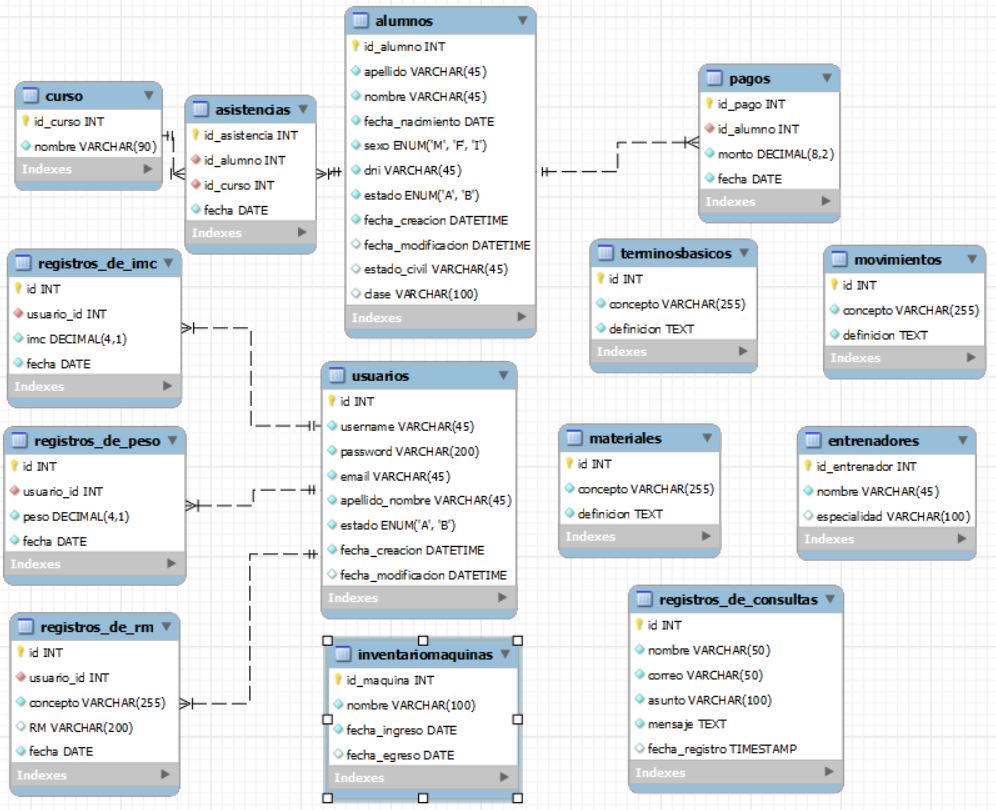 alumnos
id_alumno INT
apellido VARCHAR(45)
nombre VARCHAR(45)
fecha_nacimiento DATE
sexo ENUM('M', 'F', 'I')
dni VARCHAR(45)
estado ENUM('A', 'B')
fecha_creacion DATETIME
fecha_modificacion DATETIME
estado_civil VARCHAR(45)
clase VARCHAR(100)
Indexes
curso
id_curso INT
nombre VARCHAR(90)
Indexes
asistencias
id_asistencia INT
id_alumno INT
id_curso INT
fecha DATE
Indexes
pagos
id_pago INT
id_alumno INT
monto DECIMAL(8,2)
fecha DATE
Indexes
registros_de_imc
id INT
usuario_id INT
imc DECIMAL(4,1)
fecha DATE
Indexes
terminosbasicos
id INT
concepto VARCHAR(255)
definicion TEXT
Indexes
movimientos
id INT
concepto VARCHAR(255)
definicion TEXT
Indexes
usuarios
id INT
username VARCHAR(45)
password VARCHAR(200)
email VARCHAR(45)
apellido_nombre VARCHAR(45)
estado ENUM('A', 'B')
fecha_creacion DATETIME
fecha_modificacion DATETIME
Indexes
registros_de_peso
id INT
usuario_id INT
peso DECIMAL(4,1)
fecha DATE
Indexes
materiales
id INT
concepto VARCHAR(255)
definicion TEXT
Indexes
entrenadores
id_entrenador INT
nombre VARCHAR(45)
especialidad VARCHAR(100)
Indexes
registros_de_rm
id INT
usuario_id INT
concepto VARCHAR(255)
RM VARCHAR(200)
fecha DATE
Indexes
inventariomaquinas
id_maquina INT
nombre VARCHAR(100)
fecha_ingreso DATE
fecha_egreso DATE
Indexes
registros_de_consultas
id INT
nombre VARCHAR(50)
correo VARCHAR(50)
asunto VARCHAR(100)
mensaje TEXT
fecha_registro TIMESTAMP
Indexes